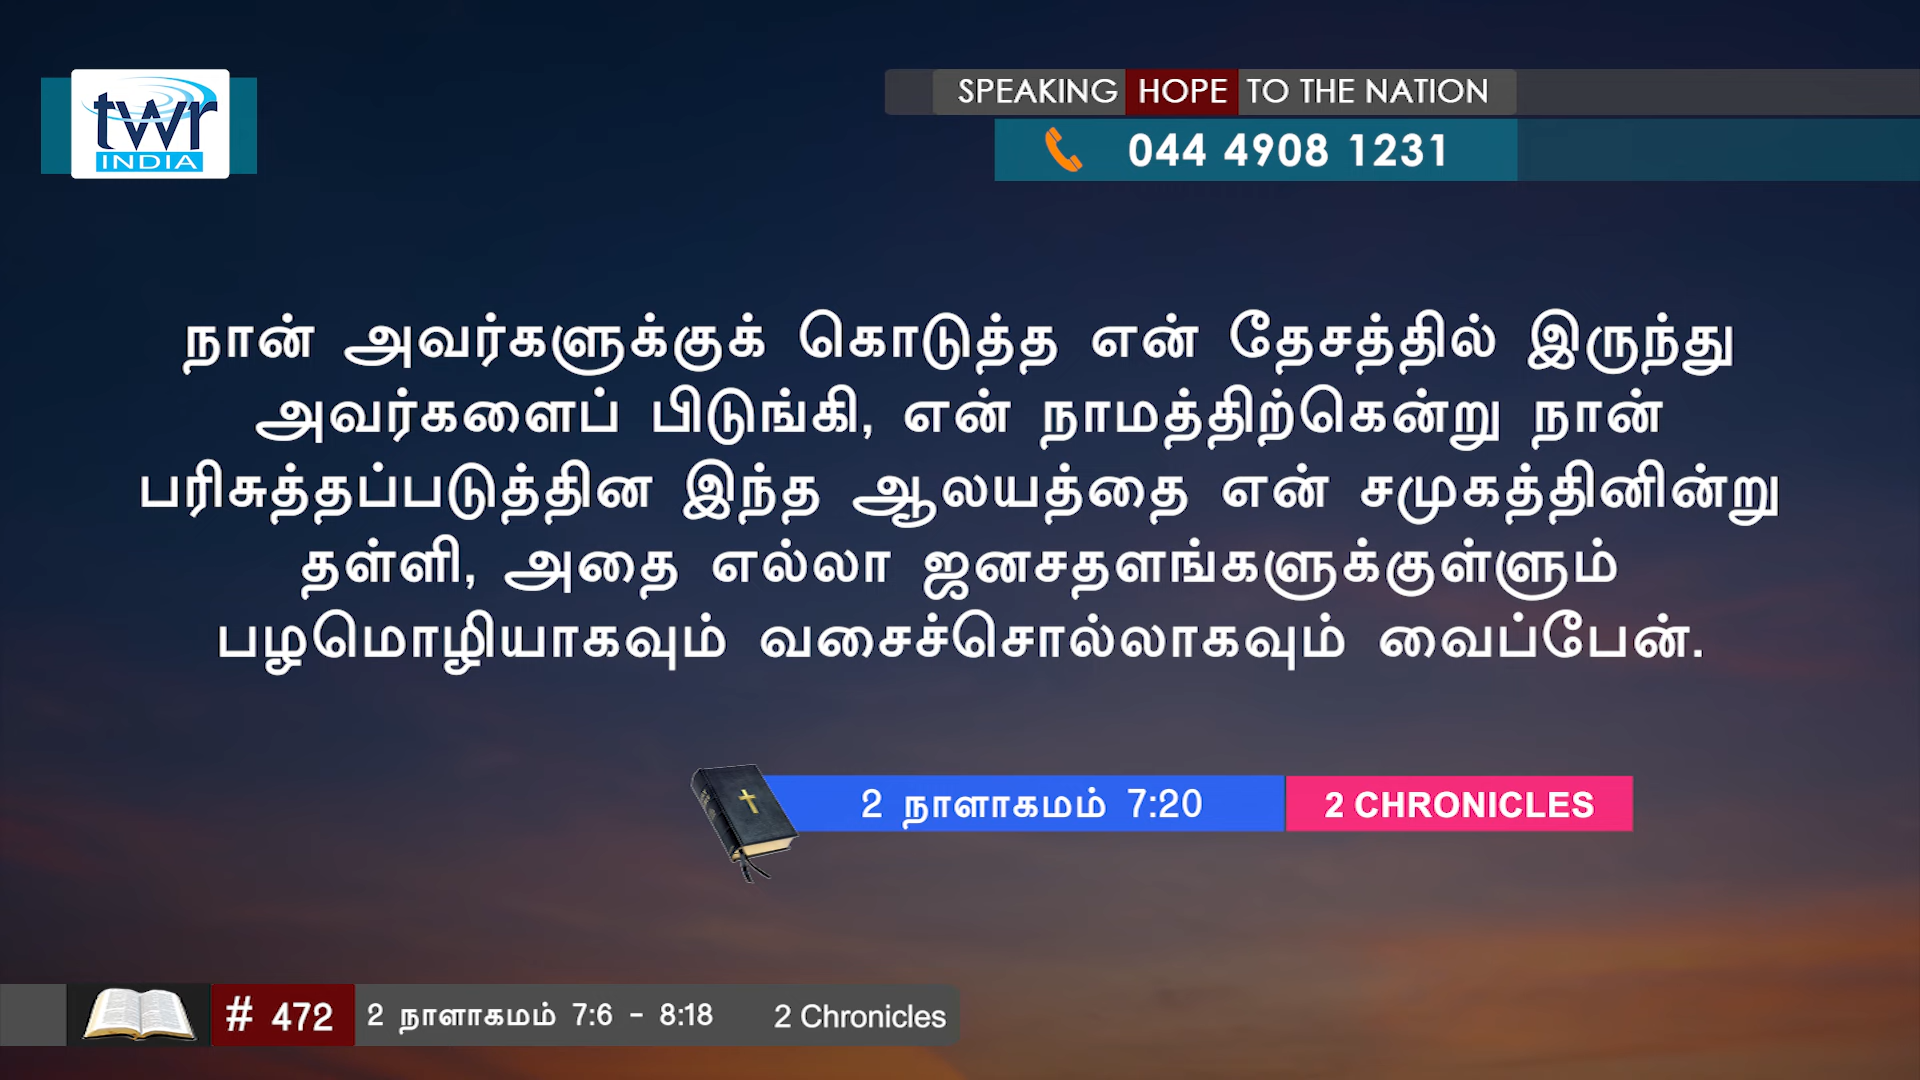 twr
INDIA
SPEAKING HOPE TO THE NATION
044 4908 1231
நான் அவர்களுக்குக் கொடுத்த என் தேசத்தில் இருந்து
அவர்களைப் பிடுங்கி, என் நாமத்திற்கென்று நான்
பரிசுத்தப்படுத்தின இந்த ஆலயத்தை என் சமுகத்தினின்று
தள்ளி, அதை எல்லா ஜனசதளங்களுக்குள்ளும்
பழமொழியாகவும் வசைச்சொல்லாகவும் வைப்பேன்.
2 நாளாகமம் 7:20
2 CHRONICLES
# 472
2 நாளாகமம் 7:6 - 8:18
2 Chronicles